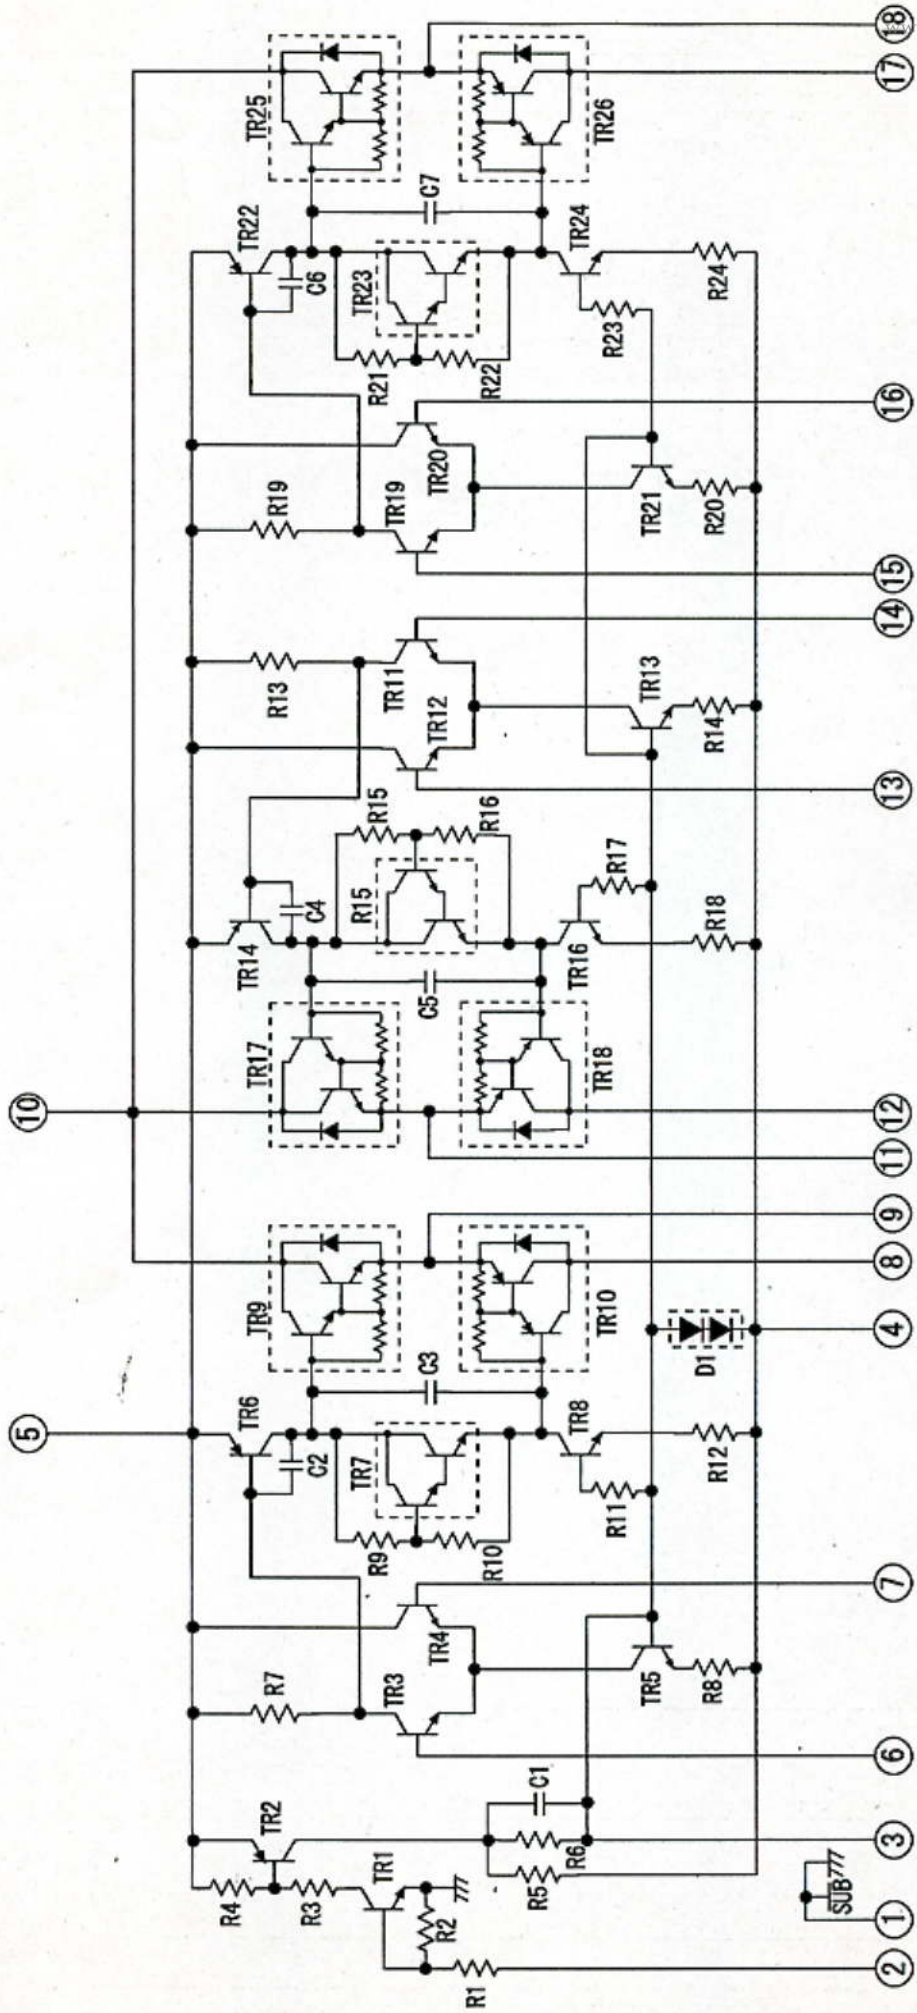 10
5
R4
TR2
R3
TR1
R2
R1
R7
TR6
C2
TR3
TR4
R9
TR7
R10
C3
TR9
TR10
TR8
R11
R12
TR5
R8
R5
R6
C1
D1
SUB
TR17
TR18
C5
TR14
C4
R15
R15
R16
TR16
R17
R18
R13
TR11
TR12
TR13
R14
R19
TR19
TR20
TR21
R20
TR22
C6
R21
TR23
R22
C7
TR25
TR26
TR24
R23
R24
2
1
3
6
7
4
8
9
11
12
13
14
15
16
17
18